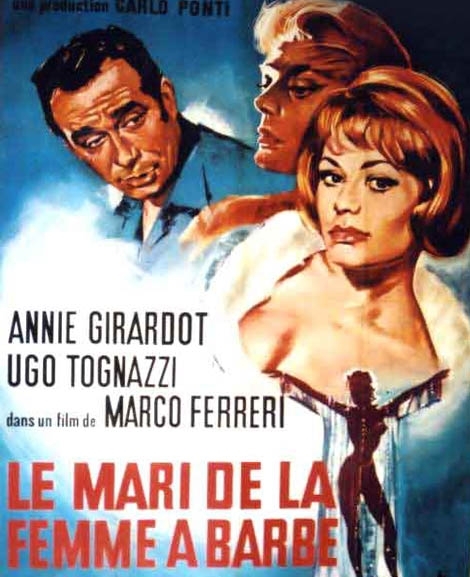 une production CARLO PONTI
ANNIE GIRARDOT
UGO TOGNAZZI
dans un film de MARCO FERRERI
LE MARI DE LA
FEMME A BARBE